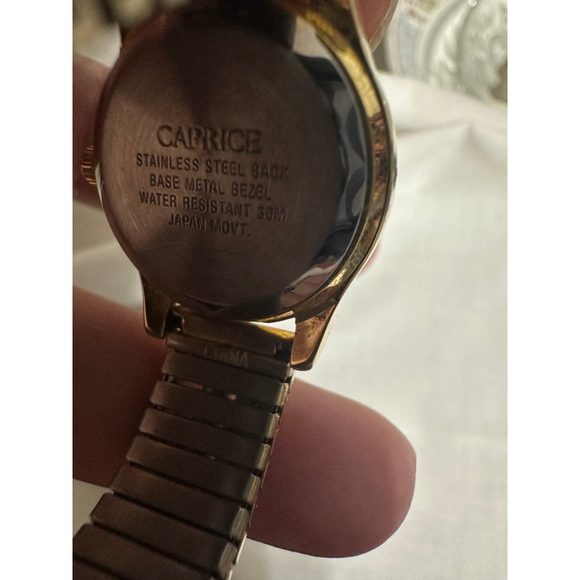 CAPRICE
STAINLESS STEEL BACK
BASE METAL BEZEL
WATER RESISTANT 30M
JAPAN MOVT.